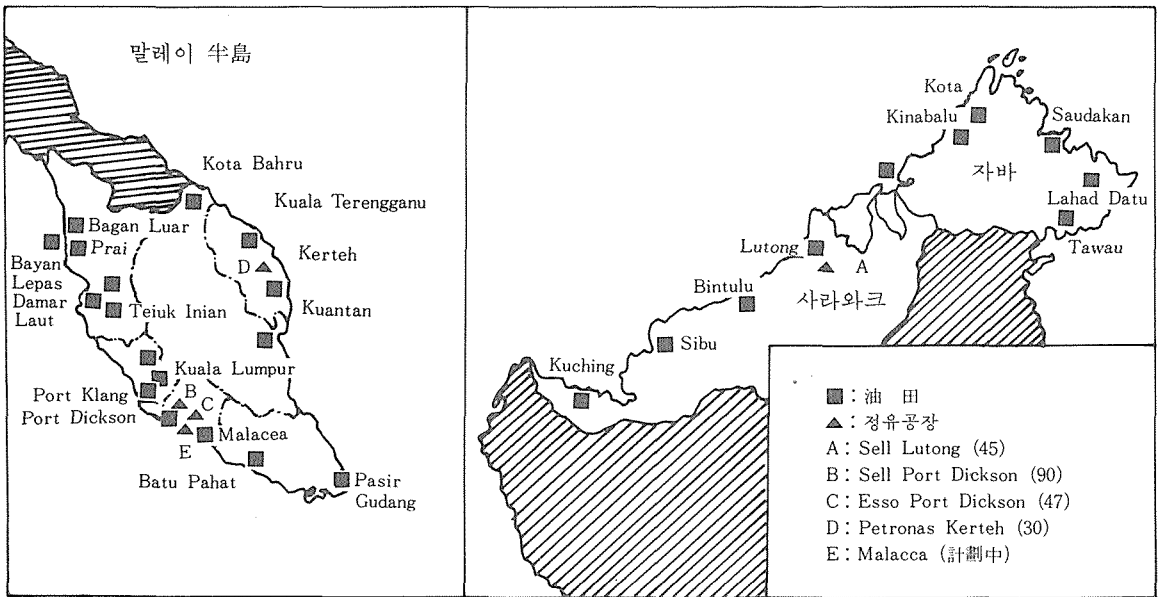 말레이 半島
Kota Bahru
Kuala Terengganu
Bagan Luar
Prai
Kerteh
D
Bayan
Lepas
Damar
Laut
Teiuk Inian
Kuantan
Kuala Lumpur
Port Klang
B
Port Dickson
C
Malacea
E
Batu Pahat
Pasir
Gudang
Kota
Kinabalu
Saudakan
자바
Lahad Datu
Tawau
Lutong
A
사라와크
Bintulu
Sibu
Kuching
■ : 油 田
▲ : 정유공장
A : Sell Lutong (45)
B : Sell Port Dickson (90)
C : Esso Port Dickson (47)
D : Petronas Kerteh (30)
E : Malacca (計劃中)